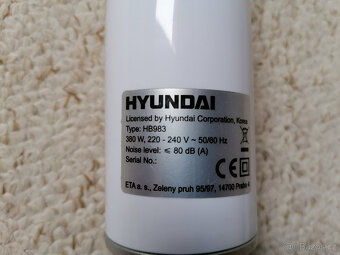 HYUNDAI
Licensed by Hyundai Corporation, Korea
Type: HB983
380 W, 220 - 240 V ~ 50/60 Hz
Noise level: ≤ 80 dB (A)
Serial No.:
CE
ETA a. s., Zeleny pruh 95/97, 14700 Praha 4